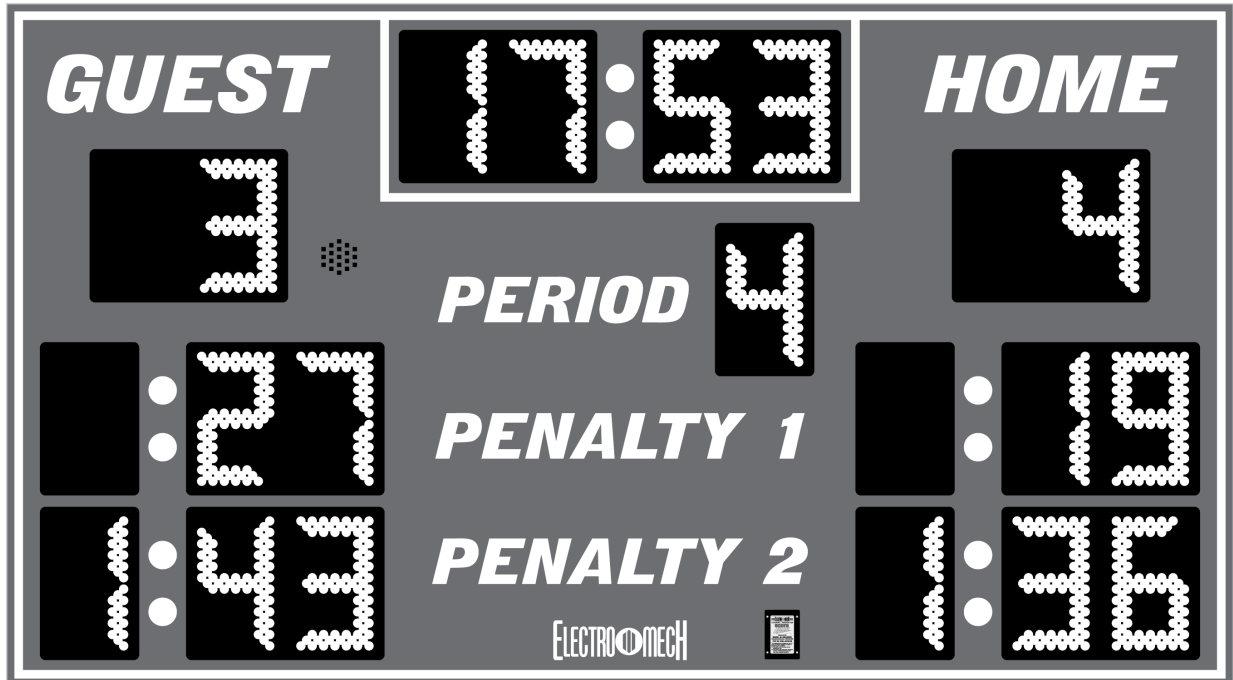 GUEST 17:53 HOME
3 4
PERIOD 4
:27 PENALTY 1 :19
1:43 PENALTY 2 1:36
ELECTRO MECH